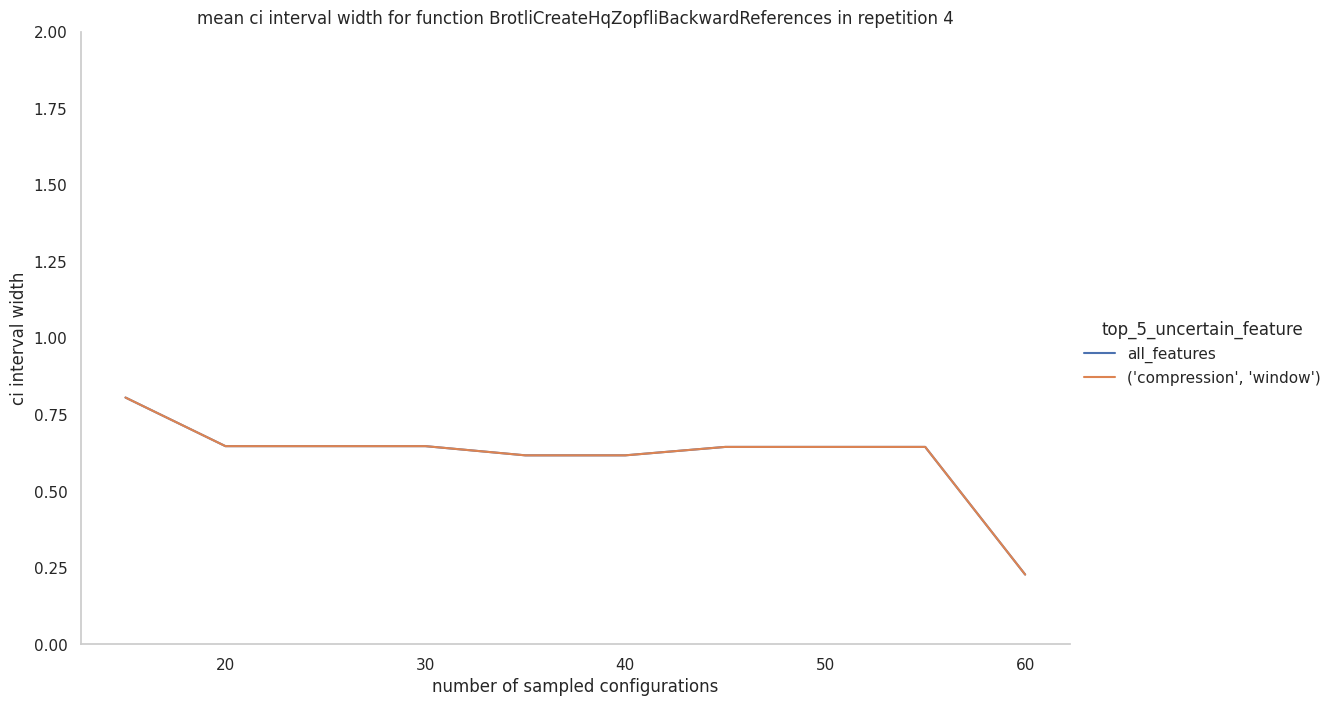 mean ci interval width for function BrotliCreateHqZopfliBackwardReferences in repetition 4
2.00
1.75
1.50
1.25
1.00
0.75
0.50
0.25
0.00
ci interval width
20
30
40
50
60
number of sampled configurations
top_5_uncertain_feature
all_features
('compression', 'window')